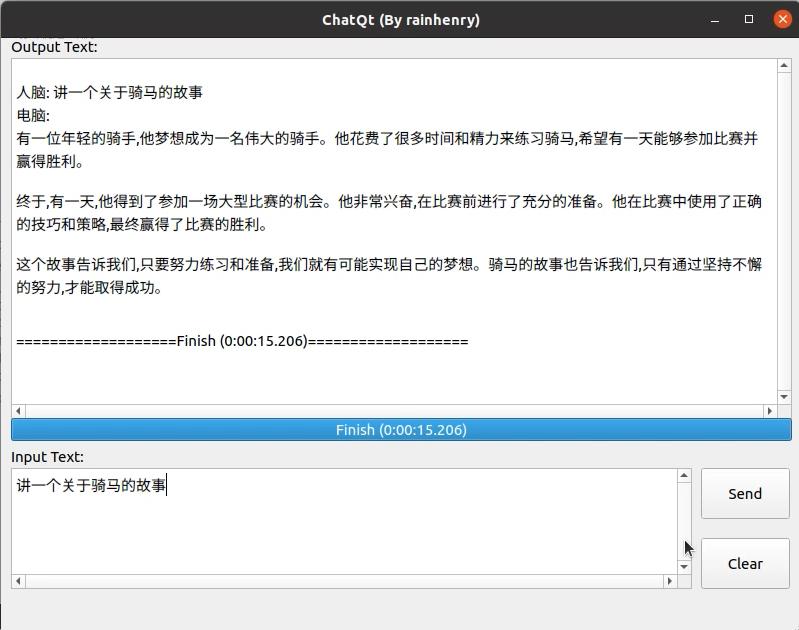 ChatQt (By rainhenry)
Output Text:
人脑: 讲一个关于骑马的故事
电脑:
有一位年轻的骑手,他梦想成为一名伟大的骑手。他花费了很多时间和精力来练习骑马,希望有一天能够参加比赛并
赢得胜利。
终于,有一天,他得到了参加一场大型比赛的机会。他非常兴奋,在比赛前进行了充分的准备。他在比赛中使用了正确
的技巧和策略,最终赢得了比赛的胜利。
这个故事告诉我们,只要努力练习和准备,我们就有可能实现自己的梦想。骑马的故事也告诉我们,只有通过坚持不懈
的努力,才能取得成功。
===================Finish (0:00:15.206)===================
Finish (0:00:15.206)
Input Text:
讲一个关于骑马的故事
Send
Clear